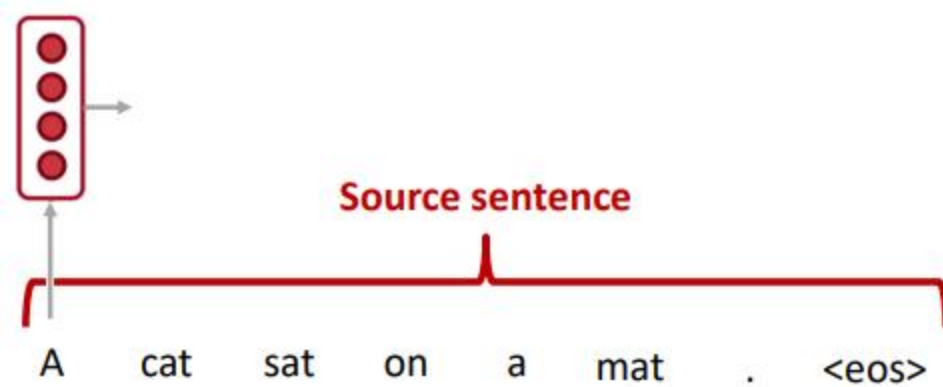 Source sentence
A cat sat on a mat . <eos>